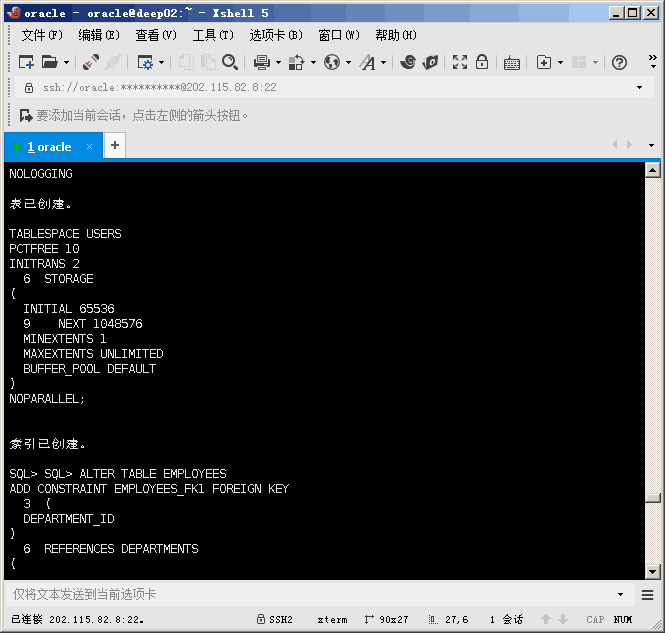 oracle - oracle@deep02:~ - Xshell 5
文件(F) 编辑(E) 查看(V) 工具(T) 选项卡(B) 窗口(W) 帮助(H)
ssh://oracle:**********@202.115.82.8:22
要添加当前会话，点击左侧的箭头按钮。
1 oracle × +
NOLOGGING
表已创建。
TABLESPACE USERS
PCTFREE 10
INITRANS 2
6 STORAGE
(
INITIAL 65536
9 NEXT 1048576
MINEXTENTS 1
MAXEXTENTS UNLIMITED
BUFFER_POOL DEFAULT
)
NOPARALLEL;
索引已创建。
SQL> SQL> ALTER TABLE EMPLOYEES
ADD CONSTRAINT EMPLOYEES_FK1 FOREIGN KEY
3 (
DEPARTMENT_ID
)
6 REFERENCES DEPARTMENTS
(
仅将文本发送到当前选项卡
已连接 202.115.82.8:22。 SSH2 xterm 90x27 27,6 1 会话 CAP NUM